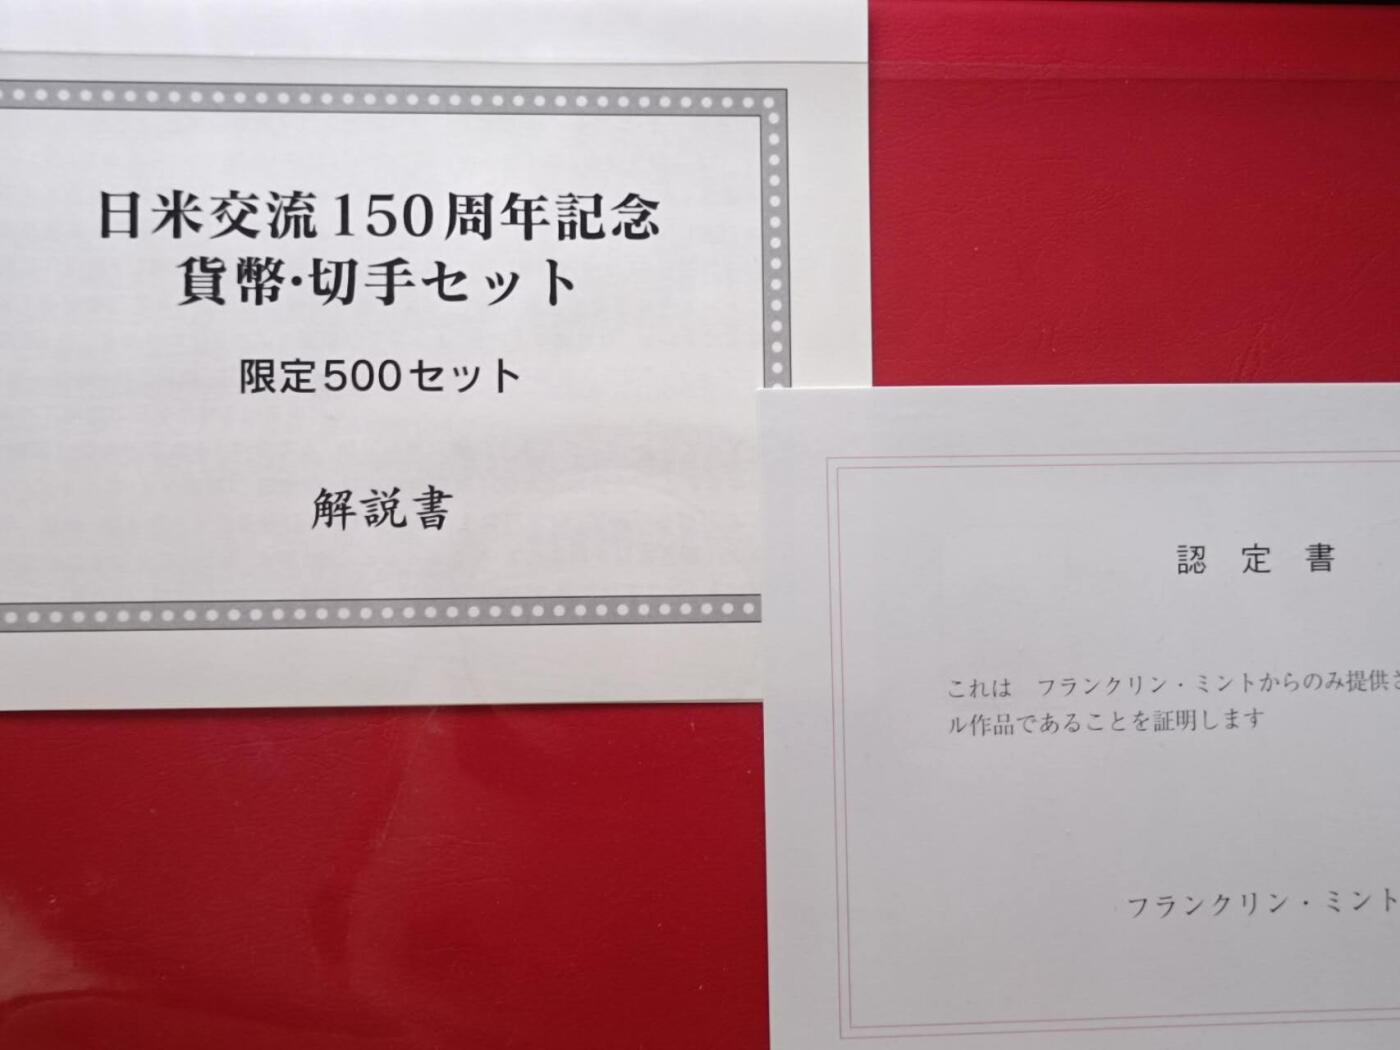 日米交流150周年記念
貨幣・切手セット
限定500セット
解説書
認 定 書
これは　フランクリン・ミントからのみ提供さ
ル作品であることを証明します
フランクリン・ミント